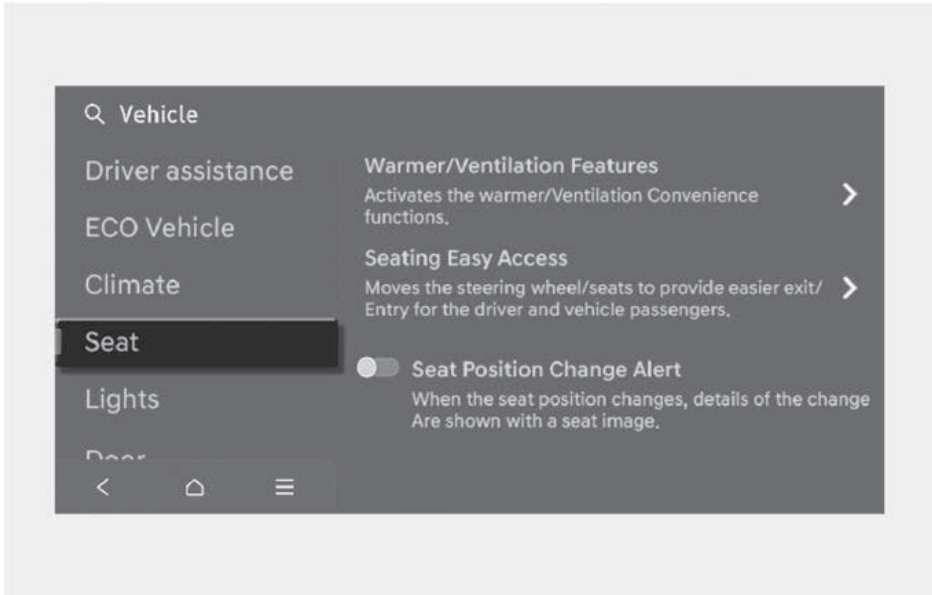 Vehicle
Driver assistance
ECO Vehicle
Climate
Seat
Lights
Door
Warmer/Ventilation Features
Activates the warmer/Ventilation Convenience
functions.
Seating Easy Access
Moves the steering wheel/seats to provide easier exit/
Entry for the driver and vehicle passengers.
Seat Position Change Alert
When the seat position changes, details of the change
Are shown with a seat image.